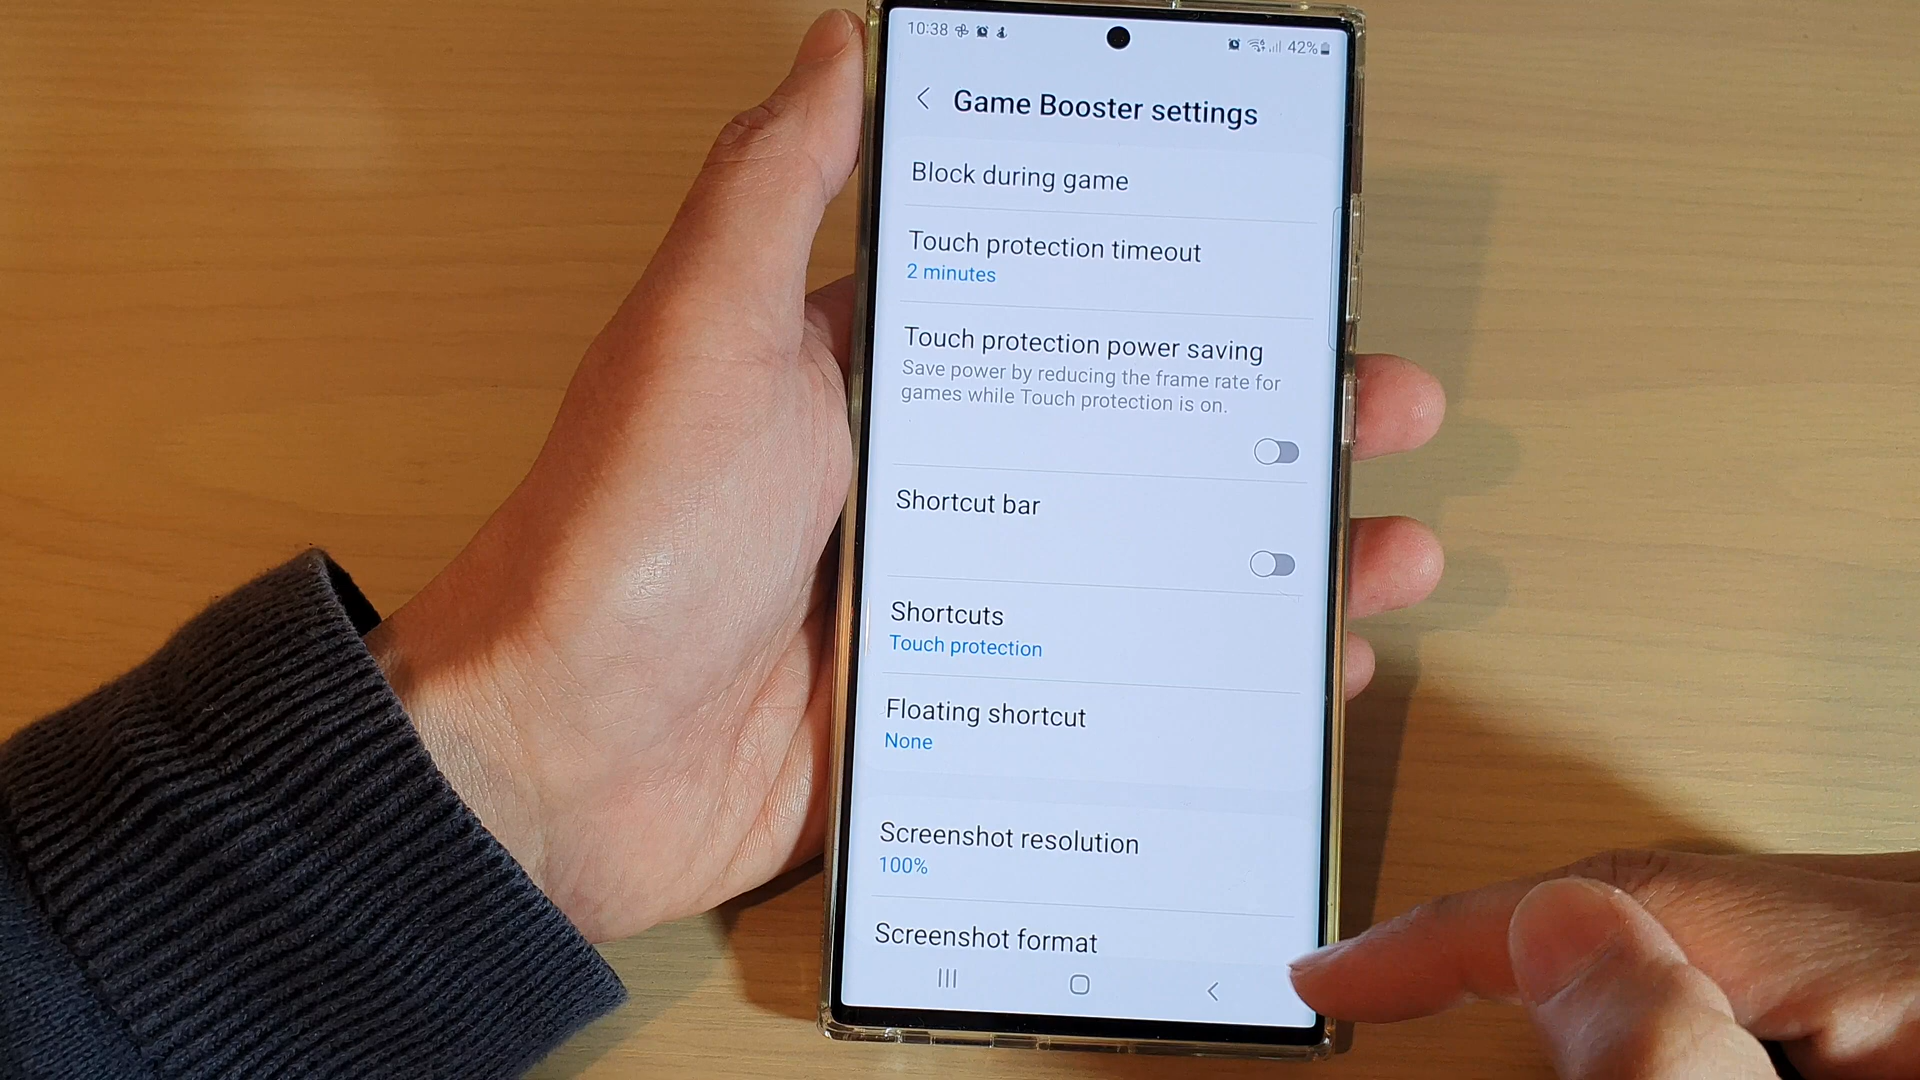 10:38
42%
Game Booster settings
Block during game
Touch protection timeout
2 minutes
Touch protection power saving
Save power by reducing the frame rate for
games while Touch protection is on.
Shortcut bar
Shortcuts
Touch protection
Floating shortcut
None
Screenshot resolution
100%
Screenshot format